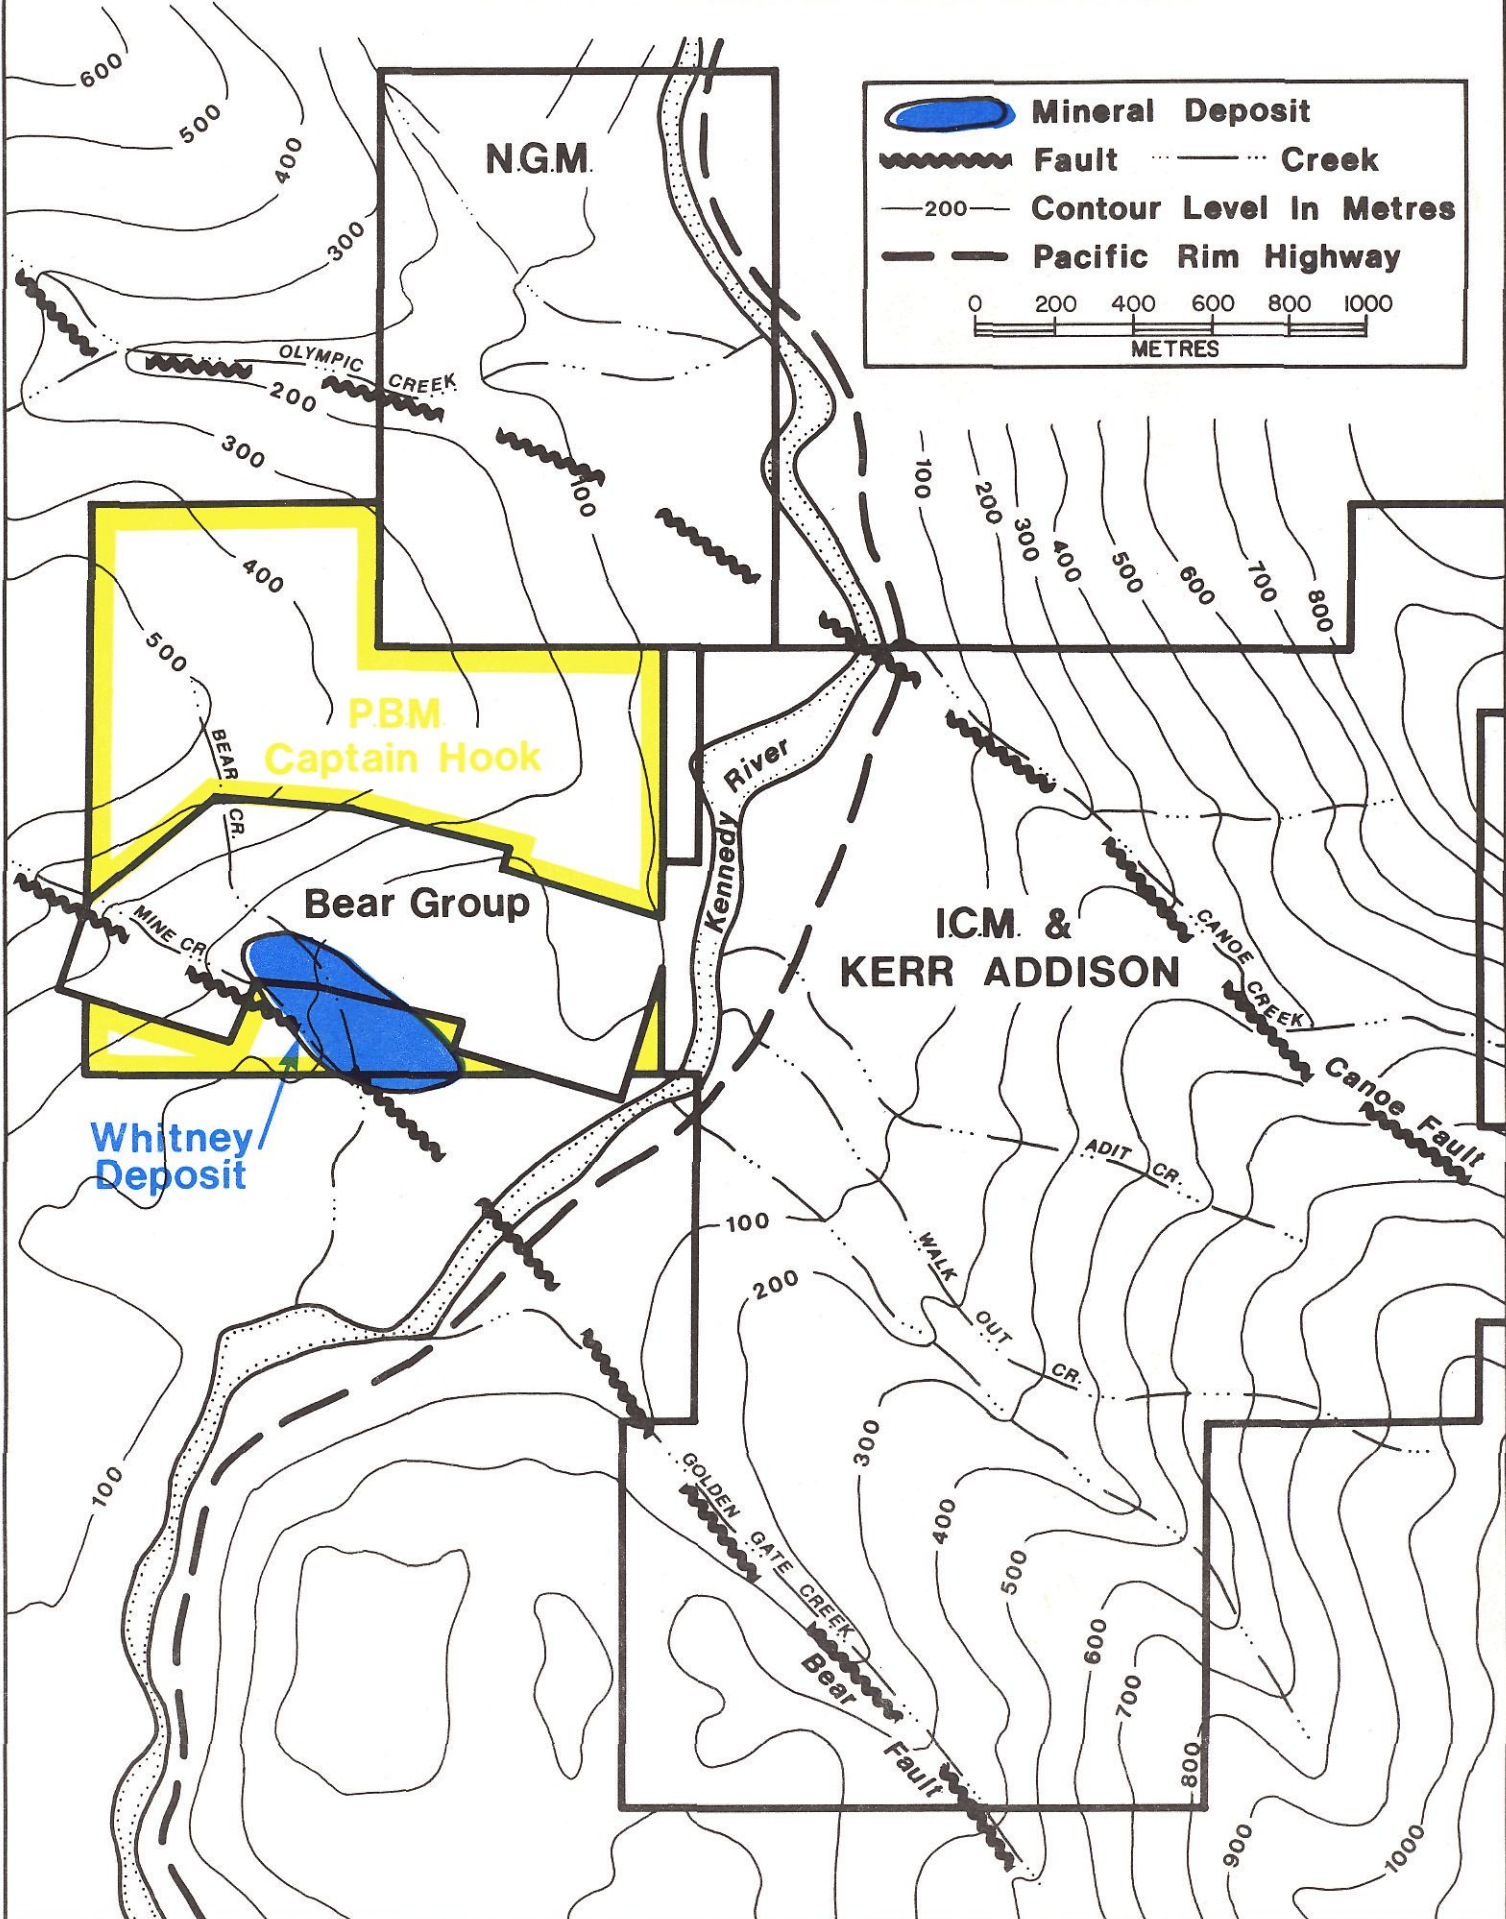 600
500
400
300
N.G.M.
Mineral Deposit
Fault
Creek
200
Contour Level In Metres
Pacific Rim Highway
0 200 400 600 800 1000
METRES
OLYMPIC CREEK
200
300
100
100
200
300
400
500
600
700
800
400
500
P.B.M.
Captain Hook
BEAR CR.
River
Kennedy
Bear Group
MINE CR.
I.C.M. &
KERR ADDISON
CANOE CREEK
Canoe Fault
Whitney
Deposit
ADIT CR.
100
200
WALK OUT CR.
300
400
500
600
700
800
900
1000
100
GOLDEN GATE CREEK
Bear Fault